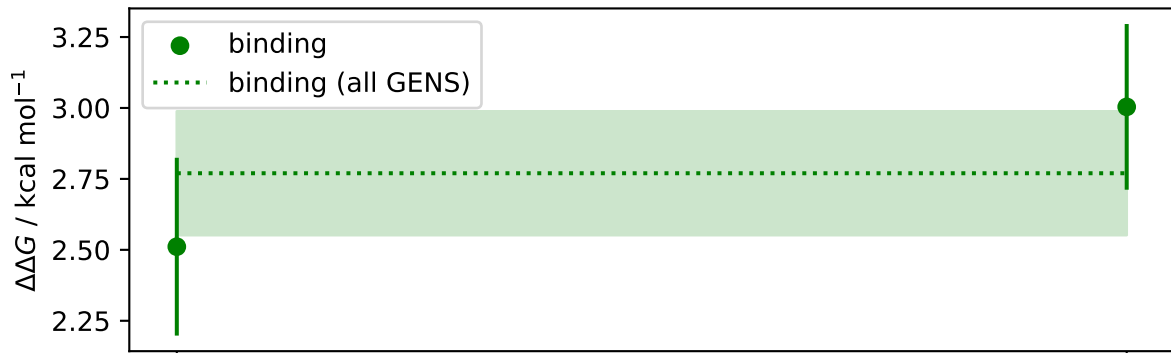 3.25
3.00
2.75
2.50
2.25
ΔΔG / kcal mol⁻¹
binding
binding (all GENS)